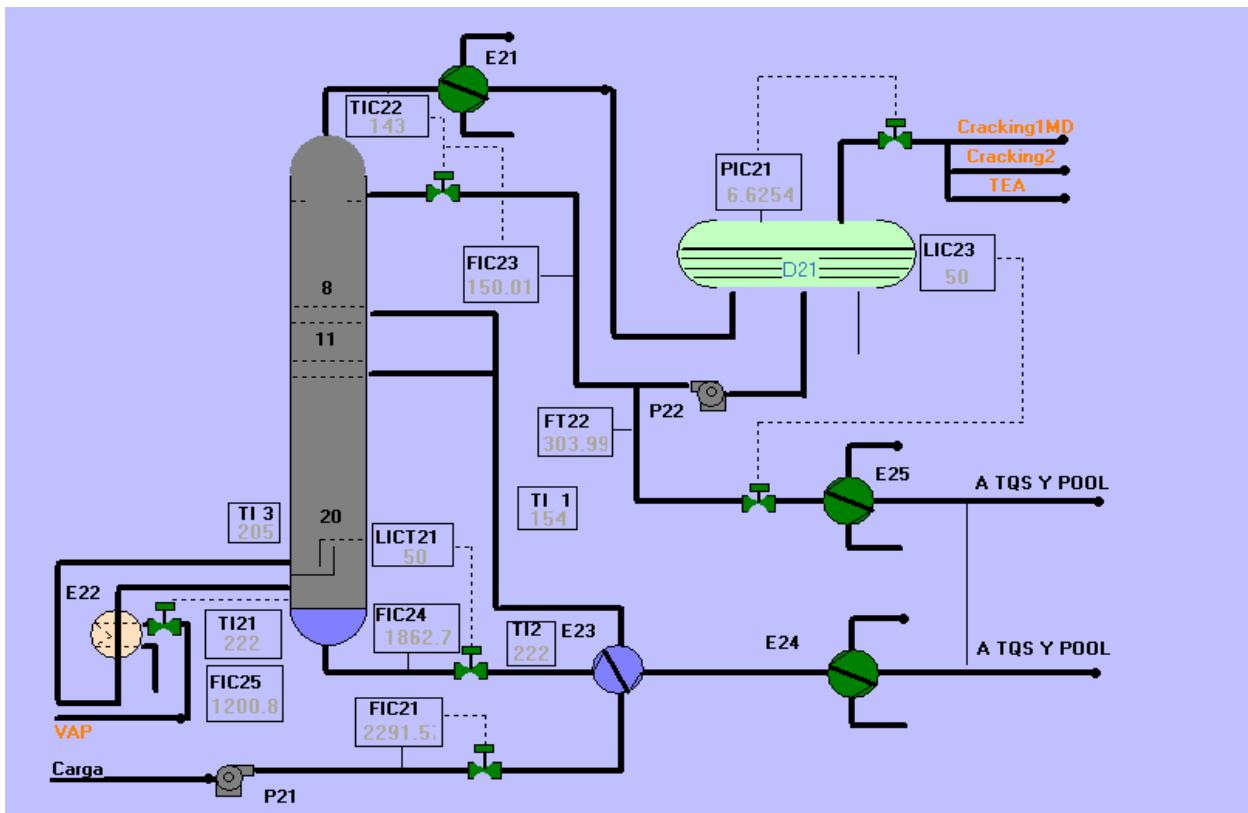 E21
TIC22
143
Cracking1MD
Cracking2
TEA
PIC21
6.6254
LIC23
50
D21
FIC23
150.01
8
11
P22
FT22
303.99
E25
A TQS Y POOL
TI 1
154
TI 3
205
20
LICT21
50
E22
TI21
222
FIC24
1862.7
TI2
222
E23
E24
A TQS Y POOL
FIC25
1200.8
FIC21
VAP
Carga
P21